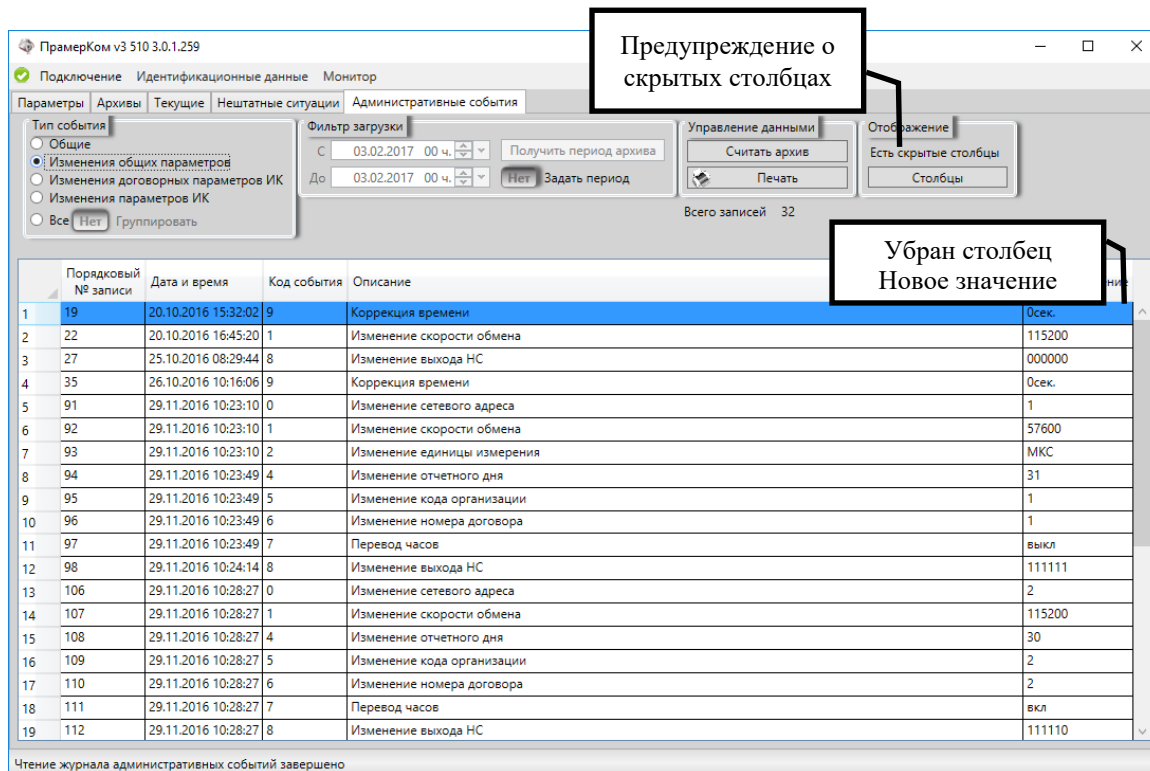 Предупреждение о
скрытых столбцах
ПрамерКом v3 510 3.0.1.259
Подключение Идентификационные данные Монитор
Параметры Архивы Текущие Нештатные ситуации Административные события
Тип события
Общие
Изменения общих параметров
Изменения договорных параметров ИК
Изменения параметров ИК
Все Нет Группировать
Фильтр загрузки
С 03.02.2017 00 ч. Получить период архива
До 03.02.2017 00 ч. Нет Задать период
Управление данными
Считать архив
Печать
Всего записей 32
Отображение
Есть скрытые столбцы
Столбцы
Убран столбец
Новое значение
Порядковый № записи Дата и время Код события Описание
1 19 20.10.2016 15:32:02 9 Коррекция времени 0сек.
2 22 20.10.2016 16:45:20 1 Изменение скорости обмена 115200
3 27 25.10.2016 08:29:44 8 Изменение выхода НС 000000
4 35 26.10.2016 10:16:06 9 Коррекция времени 0сек.
5 91 29.11.2016 10:23:10 0 Изменение сетевого адреса 1
6 92 29.11.2016 10:23:10 1 Изменение скорости обмена 57600
7 93 29.11.2016 10:23:10 2 Изменение единицы измерения МКС
8 94 29.11.2016 10:23:49 4 Изменение отчетного дня 31
9 95 29.11.2016 10:23:49 5 Изменение кода организации 1
10 96 29.11.2016 10:23:49 6 Изменение номера договора 1
11 97 29.11.2016 10:23:49 7 Перевод часов выкл
12 98 29.11.2016 10:24:14 8 Изменение выхода НС 111111
13 106 29.11.2016 10:28:27 0 Изменение сетевого адреса 2
14 107 29.11.2016 10:28:27 1 Изменение скорости обмена 115200
15 108 29.11.2016 10:28:27 4 Изменение отчетного дня 30
16 109 29.11.2016 10:28:27 5 Изменение кода организации 2
17 110 29.11.2016 10:28:27 6 Изменение номера договора 2
18 111 29.11.2016 10:28:27 7 Перевод часов вкл
19 112 29.11.2016 10:28:27 8 Изменение выхода НС 111110
Чтение журнала административных событий завершено